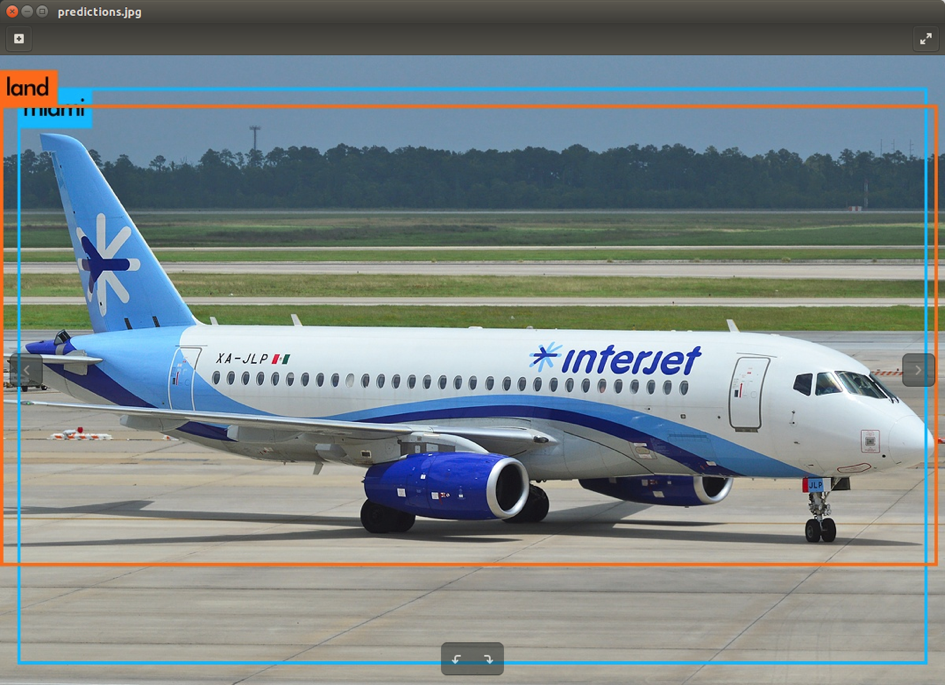 predictions.jpg
land
miami
XA-JLP
interjet
JLP